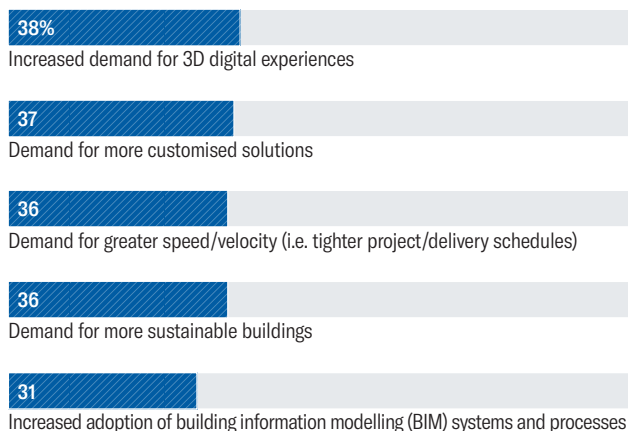 38%
Increased demand for 3D digital experiences
37
Demand for more customised solutions
36
Demand for greater speed/velocity (i.e. tighter project/delivery schedules)
36
Demand for more sustainable buildings
31
Increased adoption of building information modelling (BIM) systems and processes